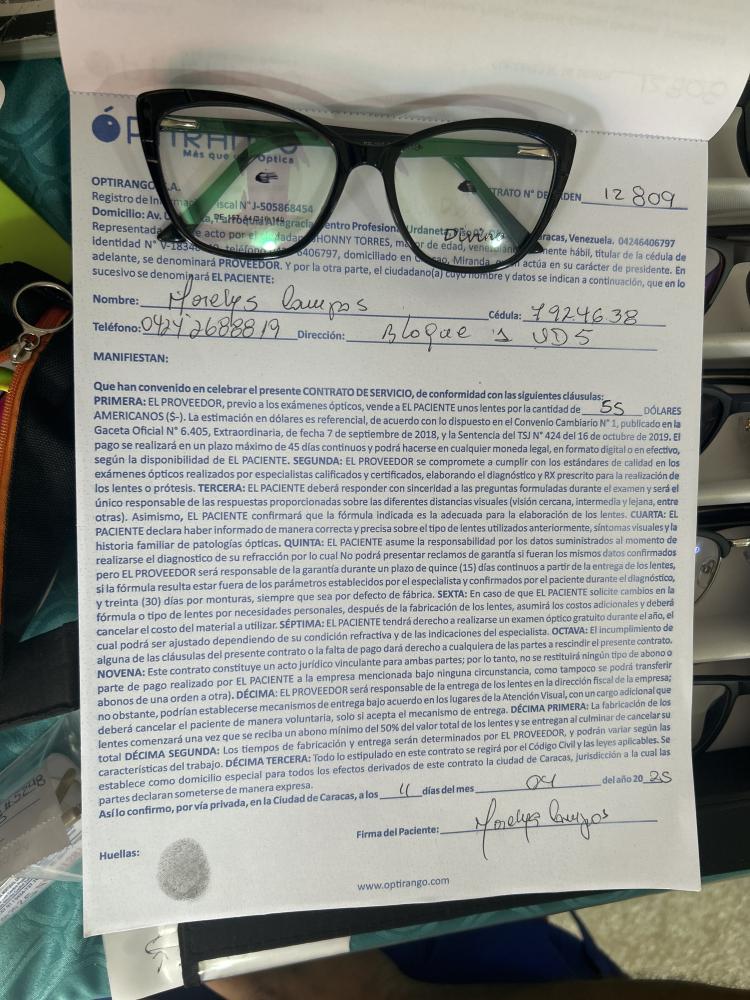 12809
ÓPTIRANGO
Más que Optica
OPTIRANGO C.A.
Registro de Información Fiscal N°J-505868454
CONTRATO N° DE ORDEN 12 809
Domicilio: Av. Parroquia Altagracia Centro Profesional Urdaneta Caracas, Venezuela. 04246406797
Representada acto por el ciudadano JHONNY TORRES, mayor de edad, hábil, titular de la cédula de
identidad N° teléfono 6406797, domiciliado en Miranda, actúa en su carácter de presidente. En
adelante, se denominará PROVEEDOR. Y por la otra parte, el ciudadano(a) cuyo nombre y datos se indican a continuación, que en lo
sucesivo se denominará EL PACIENTE:
Divina
Nombre: Morelys Campos Cédula: 7924638
Teléfono: 04242688819 Dirección: Bloque 1 UD5
MANIFIESTAN:
Que han convenido en celebrar el presente CONTRATO DE SERVICIO, de conformidad con las siguientes cláusulas:
PRIMERA: EL PROVEEDOR, previo a los exámenes ópticos, vende a EL PACIENTE unos lentes por la cantidad de 55 DÓLARES
AMERICANOS ($-). La estimación en dólares es referencial, de acuerdo con lo dispuesto en el Convenio Cambiario N° 1, publicado en la
Gaceta Oficial N° 6.405, Extraordinaria, de fecha 7 de septiembre de 2018, y la Sentencia del TSJ N° 424 del 16 de octubre de 2019. El
pago se realizará en un plazo máximo de 45 días continuos y podrá hacerse en cualquier moneda legal, en formato digital o en efectivo,
según la disponibilidad de EL PACIENTE. SEGUNDA: EL PROVEEDOR se compromete a cumplir con los estándares de calidad en los
exámenes ópticos realizados por especialistas calificados y certificados, elaborando el diagnóstico y RX prescrito para la realización de
los lentes o prótesis. TERCERA: EL PACIENTE deberá responder con sinceridad a las preguntas formuladas durante el examen y será el
único responsable de las respuestas proporcionadas sobre las diferentes distancias visuales (visión cercana, intermedia y lejana, entre
otras). Asimismo, EL PACIENTE confirmará que la fórmula indicada es la adecuada para la elaboración de los lentes. CUARTA: EL
PACIENTE declara haber informado de manera correcta y precisa sobre el tipo de lentes utilizados anteriormente, síntomas visuales y la
historia familiar de patologías ópticas. QUINTA: EL PACIENTE asume la responsabilidad por los datos suministrados al momento de
realizarse el diagnostico de su refracción por lo cual No podrá presentar reclamos de garantía si fueran los mismos datos confirmados
pero EL PROVEEDOR será responsable de la garantía durante un plazo de quince (15) días continuos a partir de la entrega de los lentes,
si la fórmula resulta estar fuera de los parámetros establecidos por el especialista y confirmados por el paciente durante el diagnóstico,
y treinta (30) días por monturas, siempre que sea por defecto de fábrica. SEXTA: En caso de que EL PACIENTE solicite cambios en la
fórmula o tipo de lentes por necesidades personales, después de la fabricación de los lentes, asumirá los costos adicionales y deberá
cancelar el costo del material a utilizar. SÉPTIMA: EL PACIENTE tendrá derecho a realizarse un examen óptico gratuito durante el año, el
cual podrá ser ajustado dependiendo de su condición refractiva y de las indicaciones del especialista. OCTAVA: El incumplimiento de
alguna de las cláusulas del presente contrato o la falta de pago dará derecho a cualquiera de las partes a rescindir el presente contrato.
NOVENA: Este contrato constituye un acto jurídico vinculante para ambas partes; por lo tanto, no se restituirá ningún tipo de abono o
parte de pago realizado por EL PACIENTE a la empresa mencionada bajo ninguna circunstancia, como tampoco se podrá transferir
abonos de una orden a otra). DÉCIMA: EL PROVEEDOR será responsable de la entrega de los lentes en la dirección fiscal de la empresa;
no obstante, podrían establecerse mecanismos de entrega bajo acuerdo en los lugares de la Atención Visual, con un cargo adicional que
deberá cancelar el paciente de manera voluntaria, solo si acepta el mecanismo de entrega. DÉCIMA PRIMERA: La fabricación de los
lentes comenzará una vez que se reciba un abono mínimo del 50% del valor total de los lentes y se entregan al culminar de cancelar su
total DÉCIMA SEGUNDA: Los tiempos de fabricación y entrega serán determinados por EL PROVEEDOR, y podrán variar según las
características del trabajo. DÉCIMA TERCERA: Todo lo estipulado en este contrato se regirá por el Código Civil y las leyes aplicables. Se
establece como domicilio especial para todos los efectos derivados de este contrato la ciudad de Caracas, jurisdicción a la cual las
partes declaran someterse de manera expresa.
Así lo confirmo, por vía privada, en la Ciudad de Caracas, a los 11 días del mes 04 del año 2025
Firma del Paciente: Morelys Campos
Huellas:
www.optirango.com